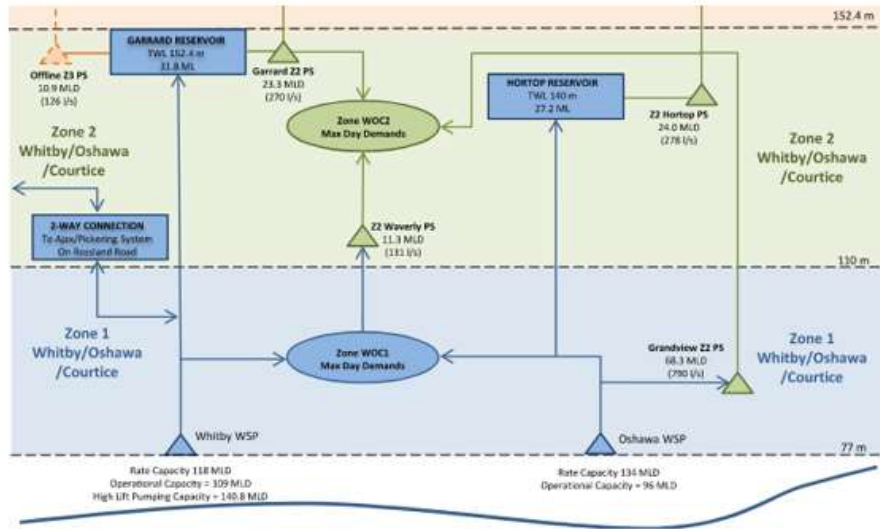 152.4 m
GARRARD RESERVOIR
TWL 152.4 m
31.8 ML
Offline Z3 PS
10.9 MLD
(126 l/s)
Garrard Z2 PS
23.3 MLD
(270 l/s)
HORTOP RESERVOIR
TWL 140 m
27.2 ML
Z2 Hortop PS
24.0 MLD
(278 l/s)
Zone WOC2
Max Day Demands
Zone 2
Whitby/Oshawa
/Courtice
Zone 2
Whitby/Oshawa
/Courtice
2-WAY CONNECTION
To Ajax/Pickering System
On Rossland Road
Z2 Waverly PS
11.3 MLD
(131 l/s)
110 m
Zone 1
Whitby/Oshawa
/Courtice
Zone WOC1
Max Day Demands
Grandview Z2 PS
68.3 MLD
(790 l/s)
Zone 1
Whitby/Oshawa
/Courtice
Whitby WSP
Oshawa WSP
77 m
Rate Capacity 118 MLD
Operational Capacity = 109 MLD
High Lift Pumping Capacity = 140.8 MLD
Rate Capacity 134 MLD
Operational Capacity = 96 MLD